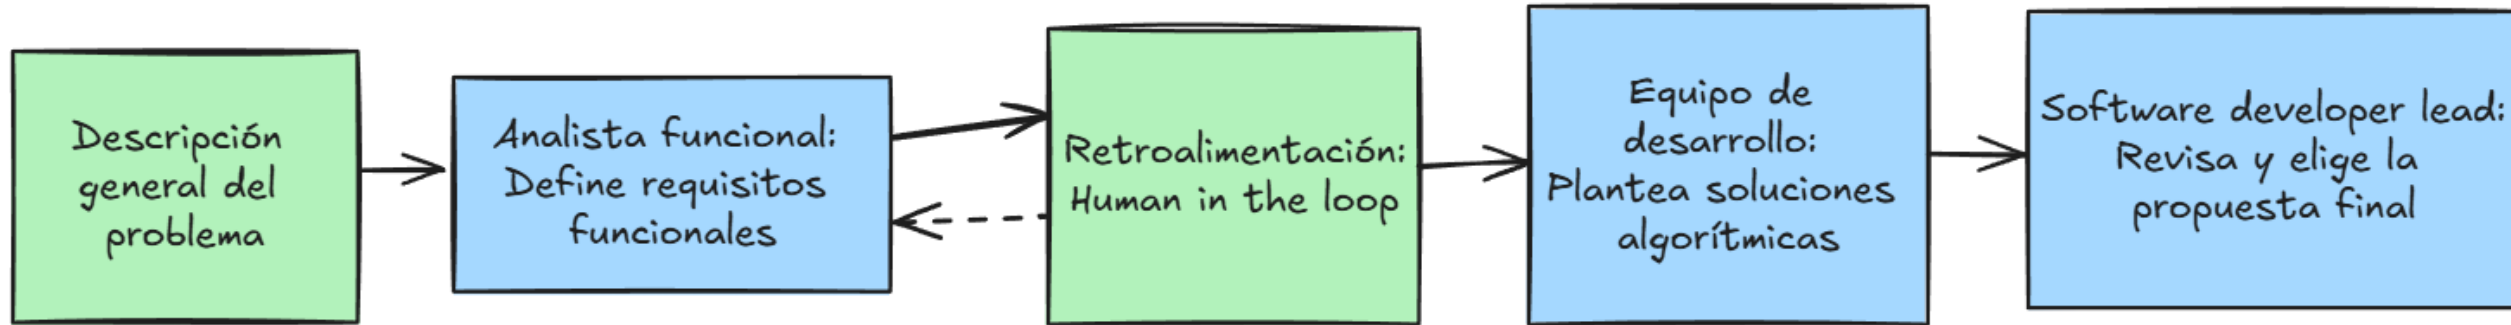 Descripción
general del
problema
Analista funcional:
Define requisitos
funcionales
Retroalimentación:
Human in the loop
Equipo de
desarrollo:
Plantea soluciones
algorítmicas
Software developer lead:
Revisa y elige la
propuesta final